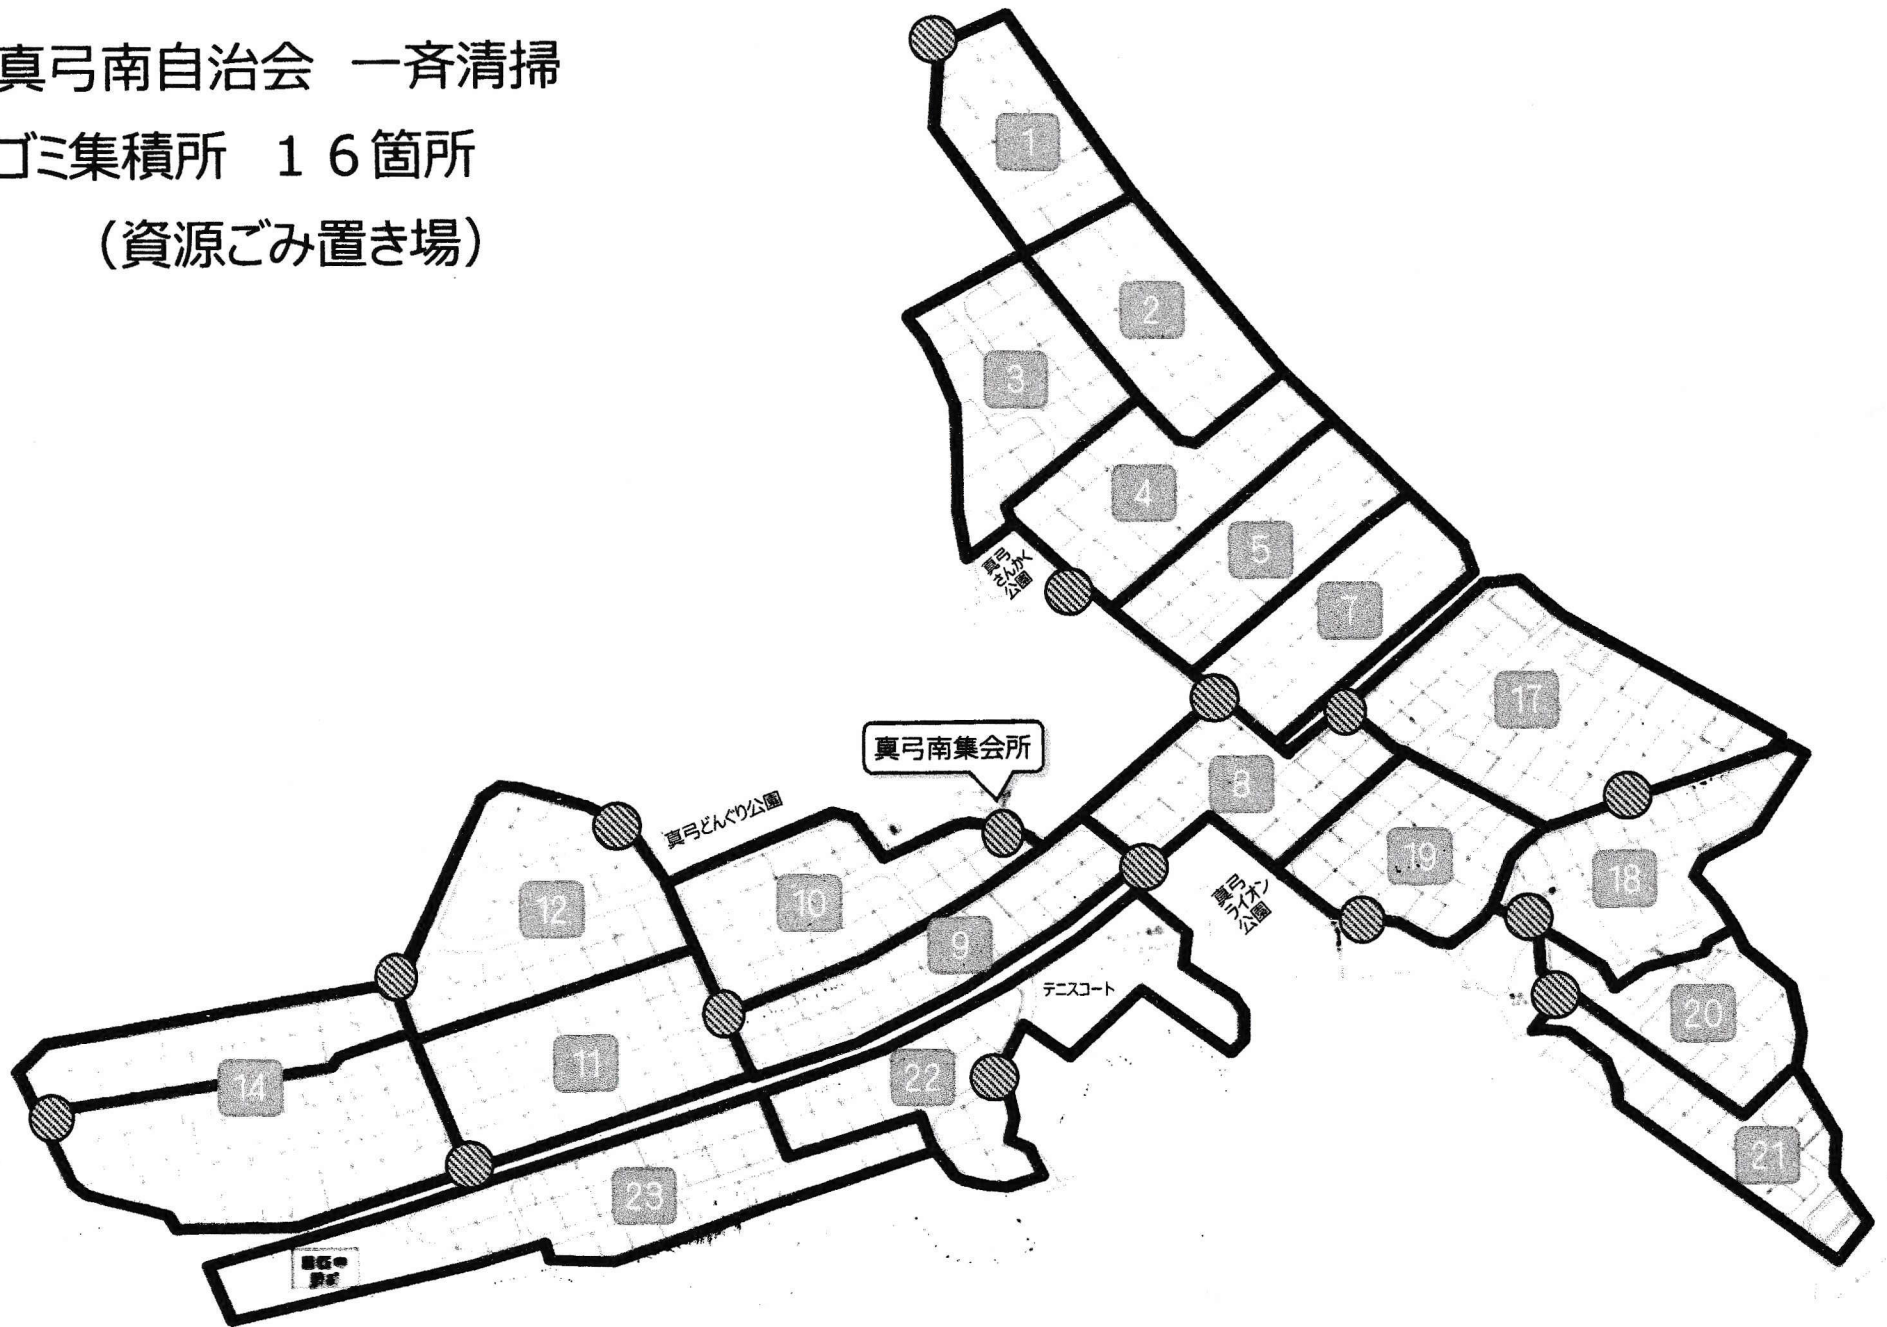 真弓南自治会 一斉清掃
ゴミ集積所 16箇所
(資源ごみ置き場)
1
2
3
真弓
さんかく
公園
4
5
7
17
真弓南集会所
8
真弓どんぐり公園
19
18
12
10
真弓
ライオン
公園
9
テニスコート
20
11
14
22
21
23